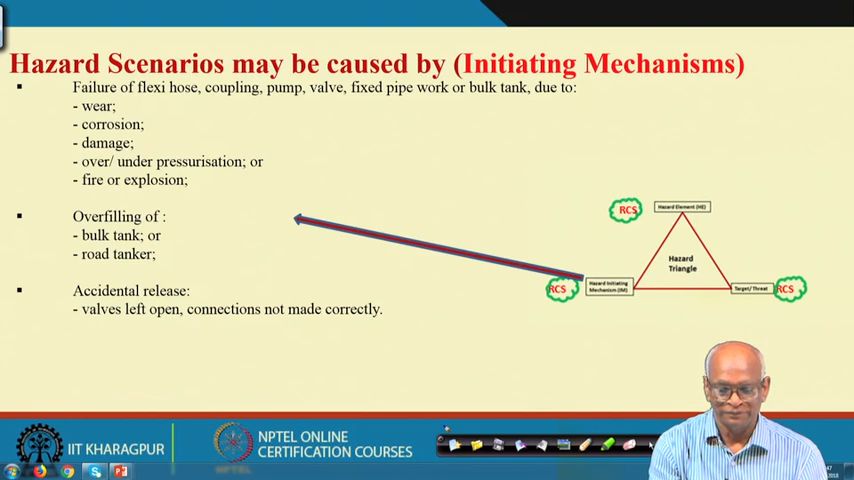 Hazard Scenarios may be caused by (Initiating Mechanisms)
▪ Failure of flexi hose, coupling, pump, valve, fixed pipe work or bulk tank, due to:
- wear;
- corrosion;
- damage;
- over/ under pressurisation; or
- fire or explosion;
▪ Overfilling of :
- bulk tank; or
- road tanker;
▪ Accidental release:
- valves left open, connections not made correctly.
RCS
Hazard Element (HE)
Hazard
Triangle
RCS
Hazard Initiating
Mechanism (IM)
Target/ Threat
RCS
IIT KHARAGPUR
NPTEL ONLINE
CERTIFICATION COURSES